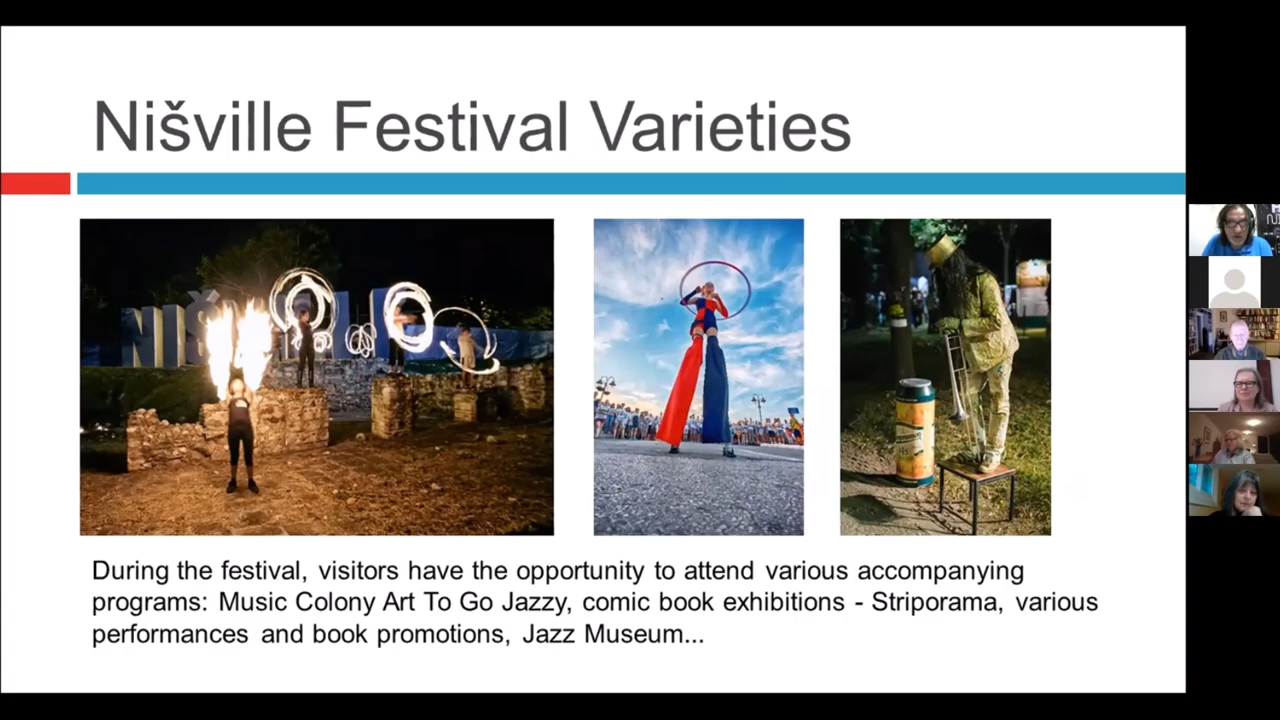 Nišville Festival Varieties
During the festival, visitors have the opportunity to attend various accompanying
programs: Music Colony Art To Go Jazzy, comic book exhibitions - Striporama, various
performances and book promotions, Jazz Museum...